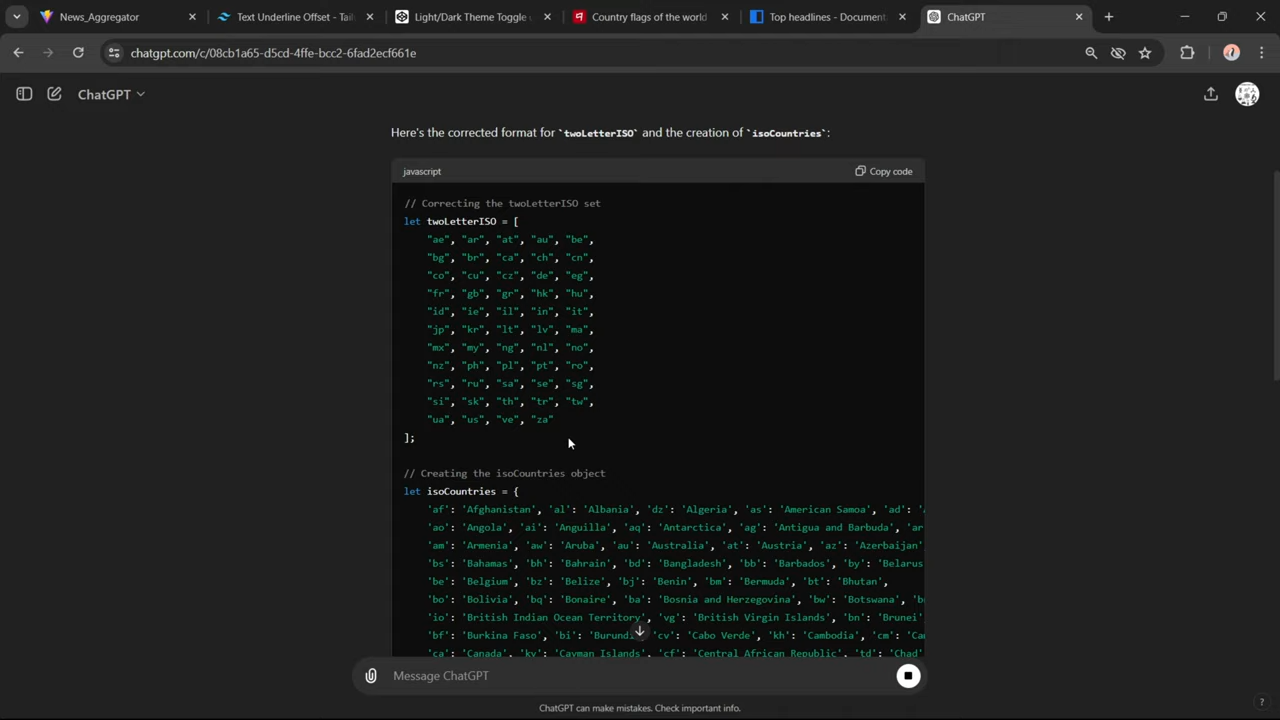 News_Aggregator
Text Underline Offset - Tail
Light/Dark Theme Toggle
Country flags of the world
Top headlines - Document
ChatGPT
chatgpt.com/c/08cb1a65-d5cd-4ffe-bcc2-6fad2ecf661e
ChatGPT
Here's the corrected format for `twoLetterISO` and the creation of `isoCountries`:
javascript
Copy code
// Correcting the twoLetterISO set
let twoLetterISO = [
"ae", "ar", "at", "au", "be",
"bg", "br", "ca", "ch", "cn",
"co", "cu", "cz", "de", "eg",
"fr", "gb", "gr", "hk", "hu",
"id", "ie", "il", "in", "it",
"jp", "kr", "lt", "lv", "ma",
"mx", "my", "ng", "nl", "no",
"nz", "ph", "pl", "pt", "ro",
"rs", "ru", "sa", "se", "sg",
"si", "sk", "th", "tr", "tw",
"ua", "us", "ve", "za"
];
// Creating the isoCountries object
let isoCountries = {
'af': 'Afghanistan', 'al': 'Albania', 'dz': 'Algeria', 'as': 'American Samoa', 'ad':
'ao': 'Angola', 'ai': 'Anguilla', 'aq': 'Antarctica', 'ag': 'Antigua and Barbuda', 'ar
'am': 'Armenia', 'aw': 'Aruba', 'au': 'Australia', 'at': 'Austria', 'az': 'Azerbaijan'
'bs': 'Bahamas', 'bh': 'Bahrain', 'bd': 'Bangladesh', 'bb': 'Barbados', 'by': 'Belarus
'be': 'Belgium', 'bz': 'Belize', 'bj': 'Benin', 'bm': 'Bermuda', 'bt': 'Bhutan',
'bo': 'Bolivia', 'bq': 'Bonaire', 'ba': 'Bosnia and Herzegovina', 'bw': 'Botswana',
'io': 'British Indian Ocean Territory', 'vg': 'British Virgin Islands', 'bn': 'Brunei'
'bf': 'Burkina Faso', 'bi': 'Burundi 'cv': 'Cabo Verde', 'kh': 'Cambodia', 'cm': 'Ca
'ca': 'Canada', 'ky': 'Cayman Islands', 'cf': 'Central African Republic', 'td': 'Chad'
Message ChatGPT
ChatGPT can make mistakes. Check important info.
?